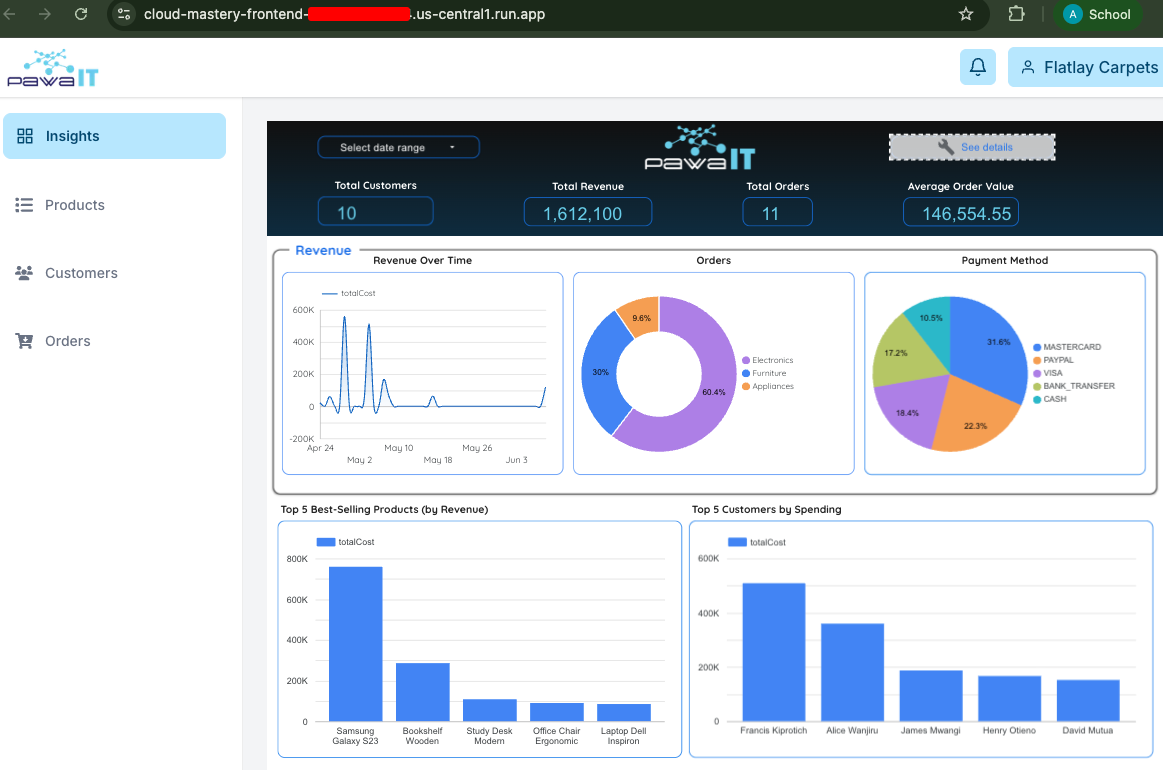 cloud-mastery-frontend-
.us-central1.run.app
A School
pawaIT
Flatlay Carpets
Insights
Products
Customers
Orders
Select date range
pawaIT
See details
Total Customers
10
Total Revenue
1,612,100
Total Orders
11
Average Order Value
146,554.55
Revenue
Revenue Over Time
totalCost
600K
400K
200K
0
-200K
Apr 24
May 2
May 10
May 18
May 26
Jun 3
Orders
9.6%
30%
60.4%
Electronics
Furniture
Appliances
Payment Method
10.5%
31.6%
17.2%
18.4%
22.3%
MASTERCARD
PAYPAL
VISA
BANK_TRANSFER
CASH
Top 5 Best-Selling Products (by Revenue)
totalCost
800K
600K
400K
200K
0
Samsung
Galaxy S23
Bookshelf
Wooden
Study Desk
Modern
Office Chair
Ergonomic
Laptop Dell
Inspiron
Top 5 Customers by Spending
totalCost
600K
400K
200K
0
Francis Kiprotich
Alice Wanjiru
James Mwangi
Henry Otieno
David Mutua